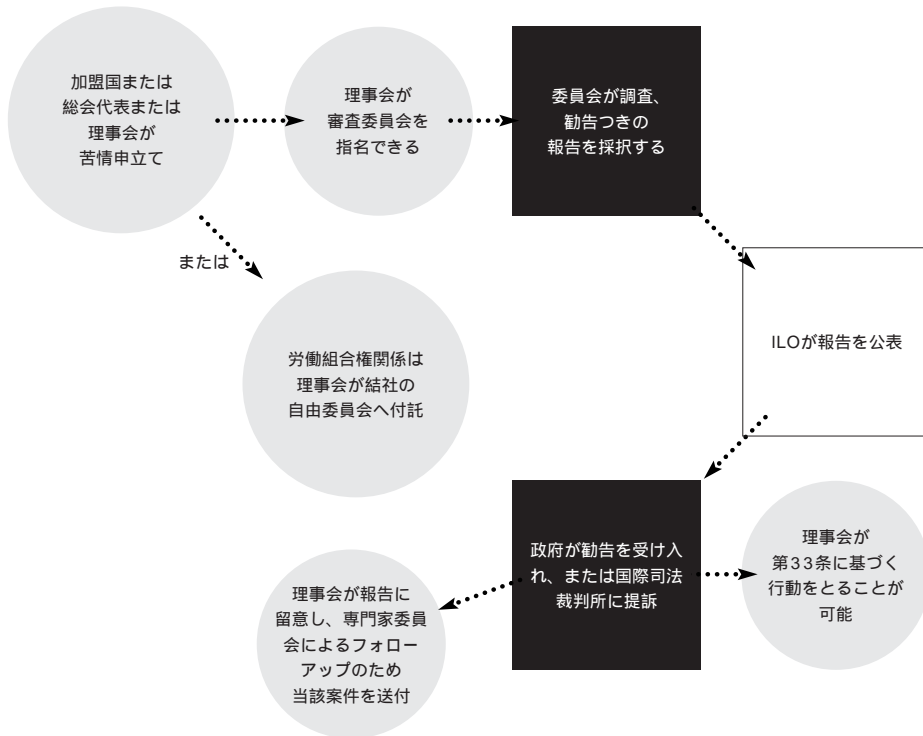 加盟国または
総会代表または
理事会が
苦情申立て
理事会が
審査委員会を
指名できる
委員会が調査、
勧告つきの
報告を採択する
または
労働組合権関係は
理事会が結社の
自由委員会へ付託
ILOが報告を公表
政府が勧告を受け入
れ、または国際司法
裁判所に提訴
理事会が
第33条に基づく
行動をとることが
可能
理事会が報告に
留意し、専門家委員
会によるフォロー
アップのため
当該案件を送付